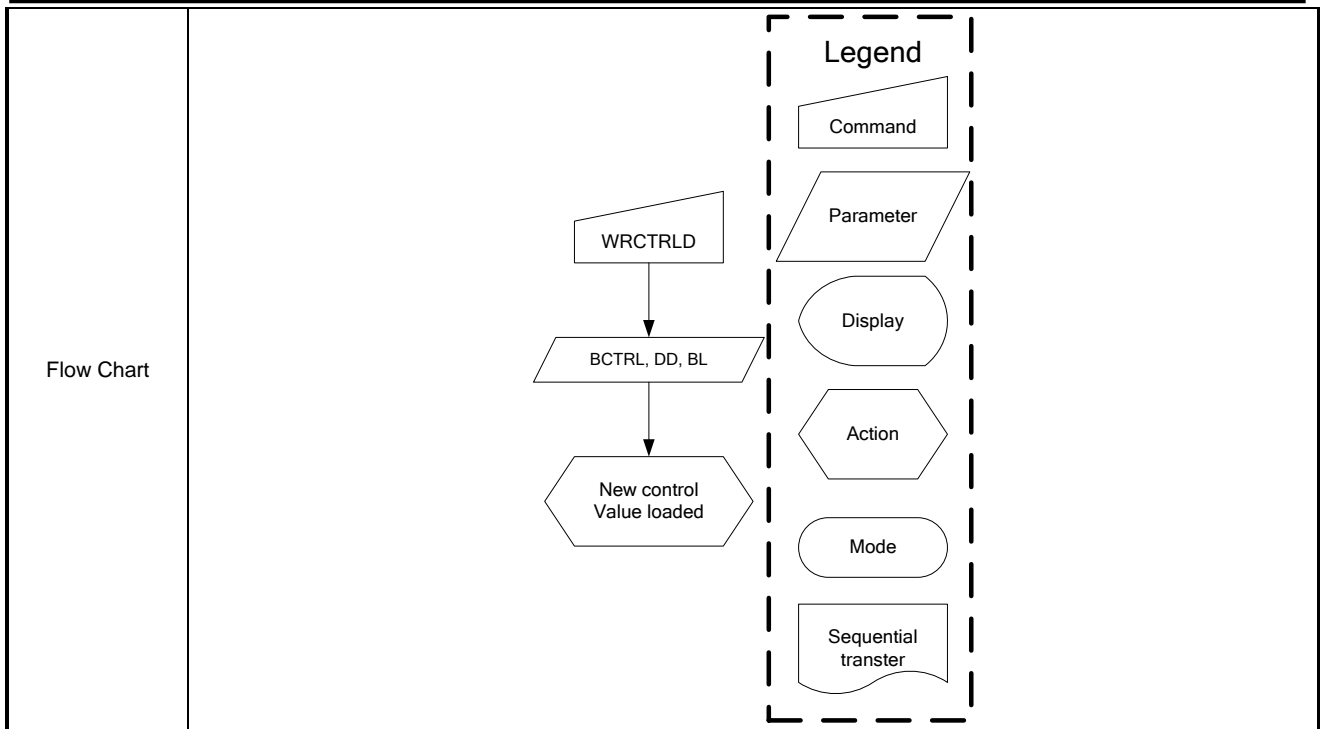 Flow Chart
WRCTRLD
BCTRL, DD, BL
New control
Value loaded
Legend
Command
Parameter
Display
Action
Mode
Sequential
transter